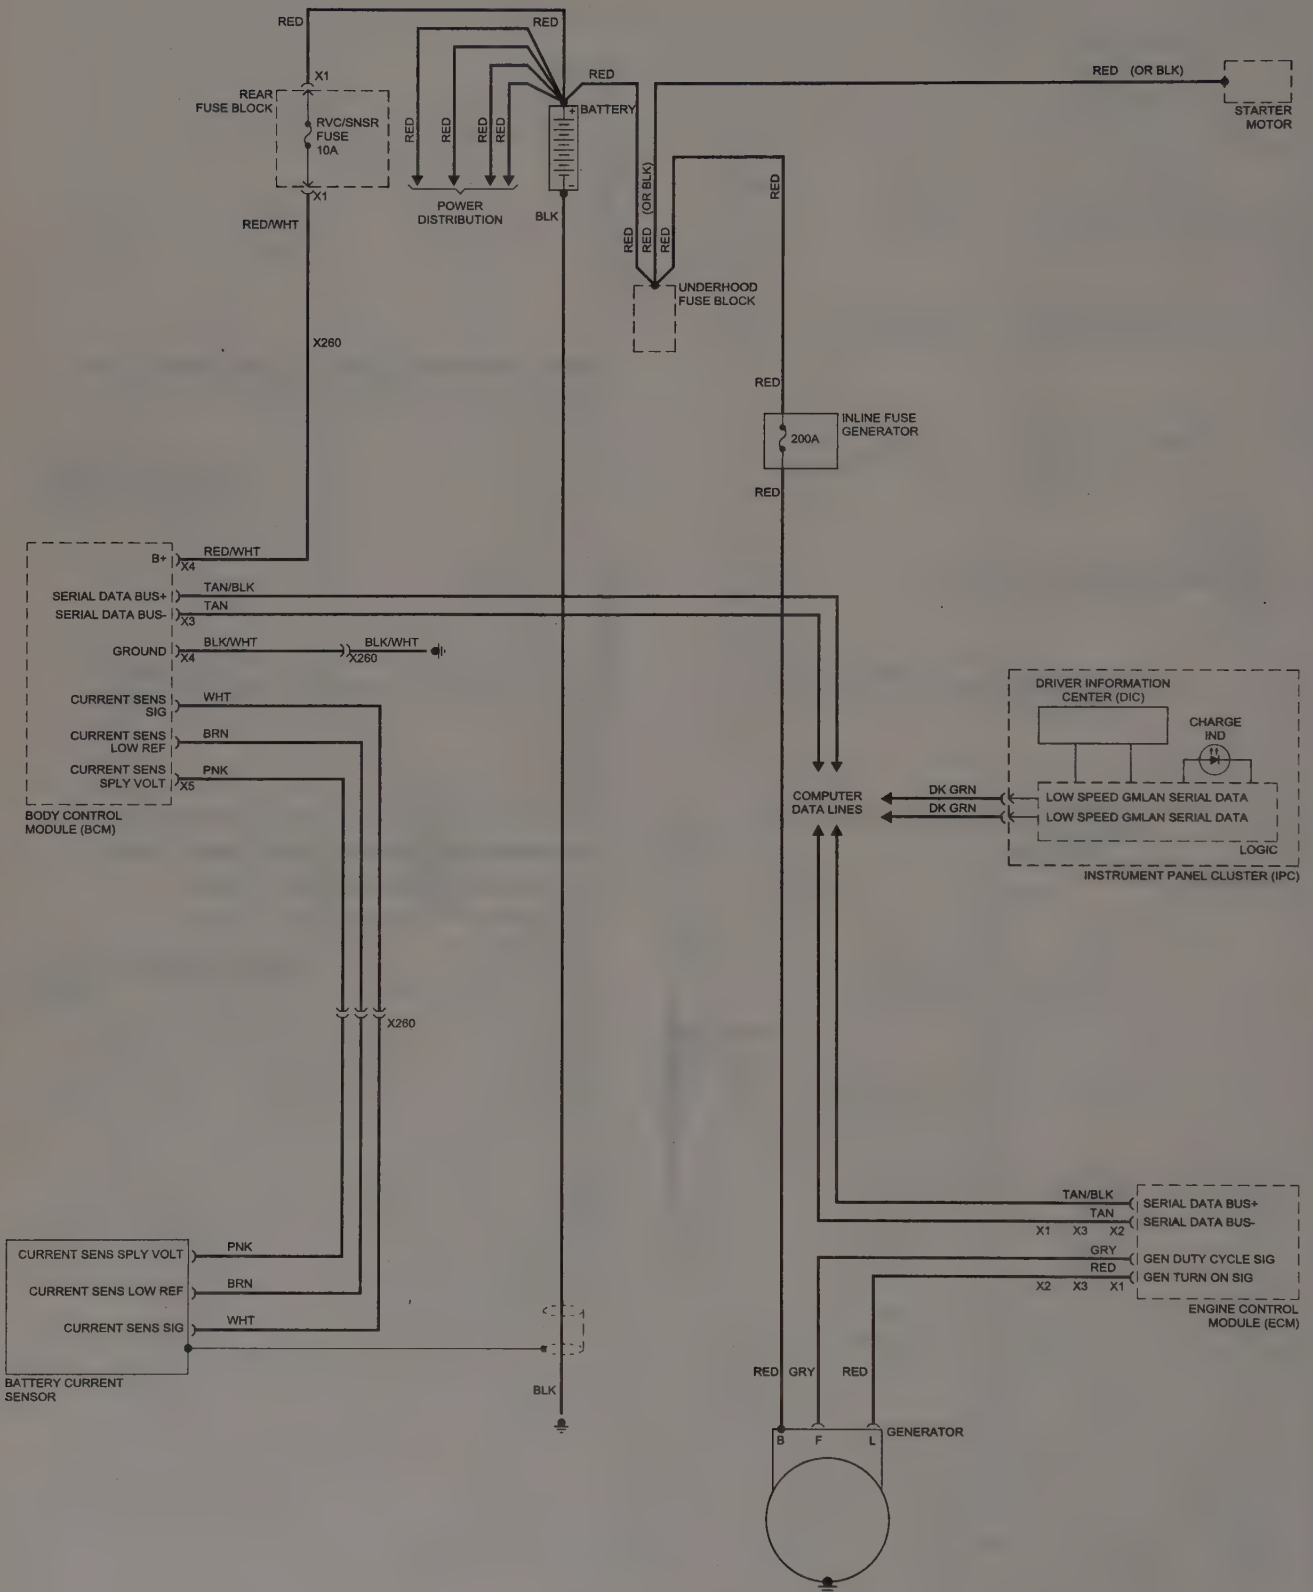 RED
RED
X1
RED
RED (OR BLK)
REAR
FUSE BLOCK
RVC/SNSR
FUSE
10A
X1
RED
RED
RED
RED
+
BATTERY
-
STARTER
MOTOR
POWER
DISTRIBUTION
BLK
RED/WHT
RED
RED (OR BLK)
RED
RED
UNDERHOOD
FUSE BLOCK
X260
RED
INLINE FUSE
GENERATOR
200A
RED
B+
X4
RED/WHT
SERIAL DATA BUS+
TAN/BLK
SERIAL DATA BUS-
X3
TAN
GROUND
X4
BLK/WHT
X260
BLK/WHT
CURRENT SENS
SIG
WHT
CURRENT SENS
LOW REF
BRN
CURRENT SENS
SPLY VOLT
X5
PNK
BODY CONTROL
MODULE (BCM)
COMPUTER
DATA LINES
DRIVER INFORMATION
CENTER (DIC)
CHARGE
IND
DK GRN
LOW SPEED GMLAN SERIAL DATA
DK GRN
LOW SPEED GMLAN SERIAL DATA
LOGIC
INSTRUMENT PANEL CLUSTER (IPC)
X260
TAN/BLK
SERIAL DATA BUS+
TAN
SERIAL DATA BUS-
X1 X3 X2
GRY
GEN DUTY CYCLE SIG
RED
GEN TURN ON SIG
X2 X3 X1
ENGINE CONTROL
MODULE (ECM)
CURRENT SENS SPLY VOLT
PNK
CURRENT SENS LOW REF
BRN
CURRENT SENS SIG
WHT
BATTERY CURRENT
SENSOR
BLK
RED GRY RED
B F L
GENERATOR